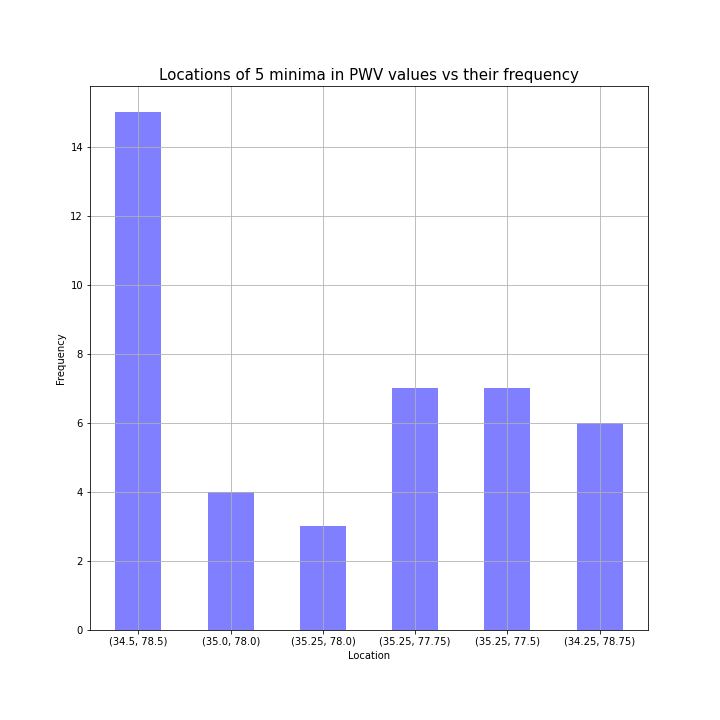 Locations of 5 minima in PWV values vs their frequency
14
12
10
8
6
4
2
0
Frequency
(34.5, 78.5) (35.0, 78.0) (35.25, 78.0) (35.25, 77.75) (35.25, 77.5) (34.25, 78.75)
Location